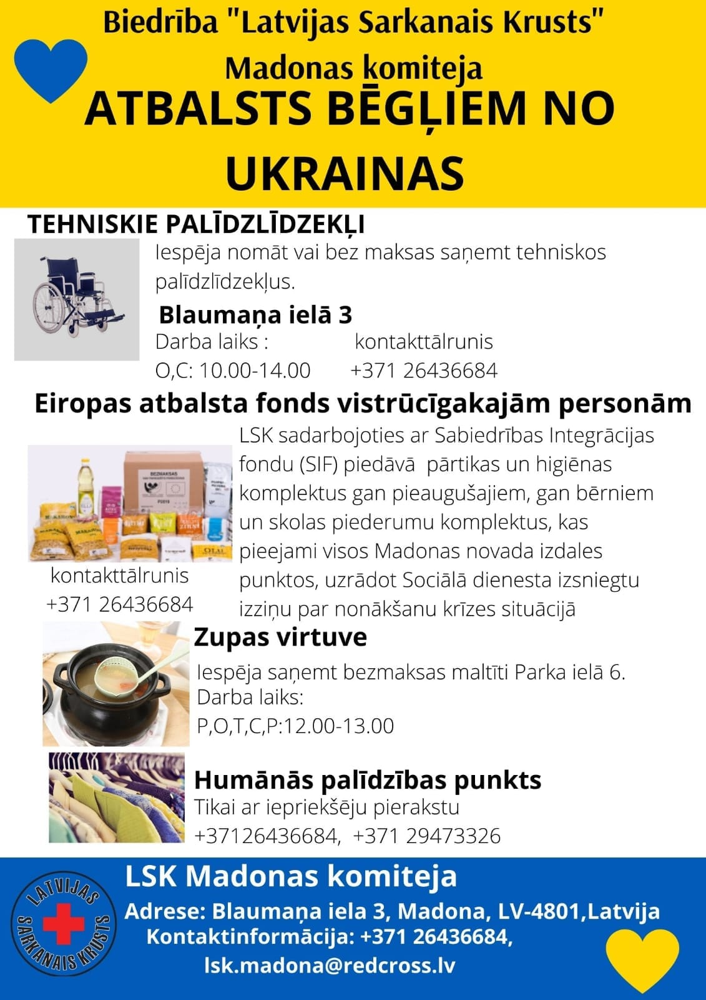 Biedrība "Latvijas Sarkanais Krusts"
Madonas komiteja
ATBALSTS BĒGĻIEM NO
UKRAINAS
TEHNISKIE PALĪDZLĪDZEKĻI
Iespēja nomāt vai bez maksas saņemt tehniskos
palīdzlīdzekļus.
Blaumaņa ielā 3
Darba laiks : kontakttālrunis
O,C: 10.00-14.00 +371 26436684
Eiropas atbalsta fonds vistrūcīgakajām personām
LSK sadarbojoties ar Sabiedrības Integrācijas
fondu (SIF) piedāvā pārtikas un higiēnas
komplektus gan pieaugušajiem, gan bērniem
un skolas piederumu komplektus, kas
pieejami visos Madonas novada izdales
punktos, uzrādot Sociālā dienesta izsniegtu
izziņu par nonākšanu krīzes situācijā
BEZMAKSAS
MAKARONI
MAKARONI
kontakttālrunis
+371 26436684
Zupas virtuve
Iespēja saņemt bezmaksas maltīti Parka ielā 6.
Darba laiks:
P,O,T,C,P:12.00-13.00
Humānās palīdzības punkts
Tikai ar iepriekšēju pierakstu
+37126436684, +371 29473326
LATVIJAS
SARKANAIS KRUSTS
LSK Madonas komiteja
Adrese: Blaumaņa iela 3, Madona, LV-4801,Latvija
Kontaktinformācija: +371 26436684,
lsk.madona@redcross.lv